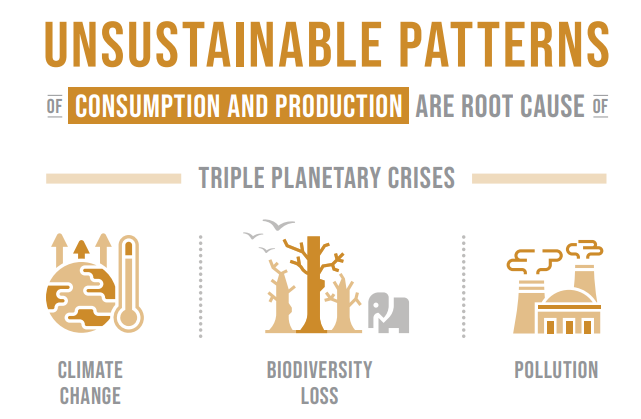 UNSUSTAINABLE PATTERNS
OF CONSUMPTION AND PRODUCTION ARE ROOT CAUSE OF
TRIPLE PLANETARY CRISES
CLIMATE
CHANGE
BIODIVERSITY
LOSS
POLLUTION